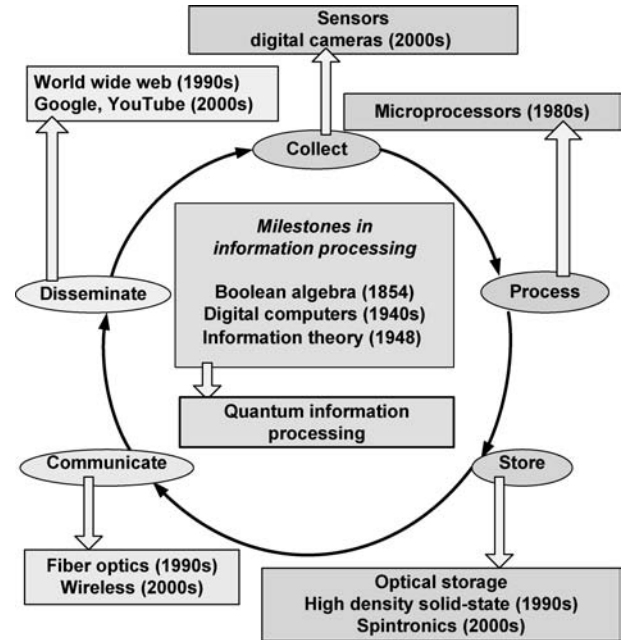 Sensors
digital cameras (2000s)
World wide web (1990s)
Google, YouTube (2000s)
Microprocessors (1980s)
Collect
Milestones in
information processing
Boolean algebra (1854)
Digital computers (1940s)
Information theory (1948)
Disseminate
Process
Quantum information
processing
Communicate
Store
Fiber optics (1990s)
Wireless (2000s)
Optical storage
High density solid-state (1990s)
Spintronics (2000s)